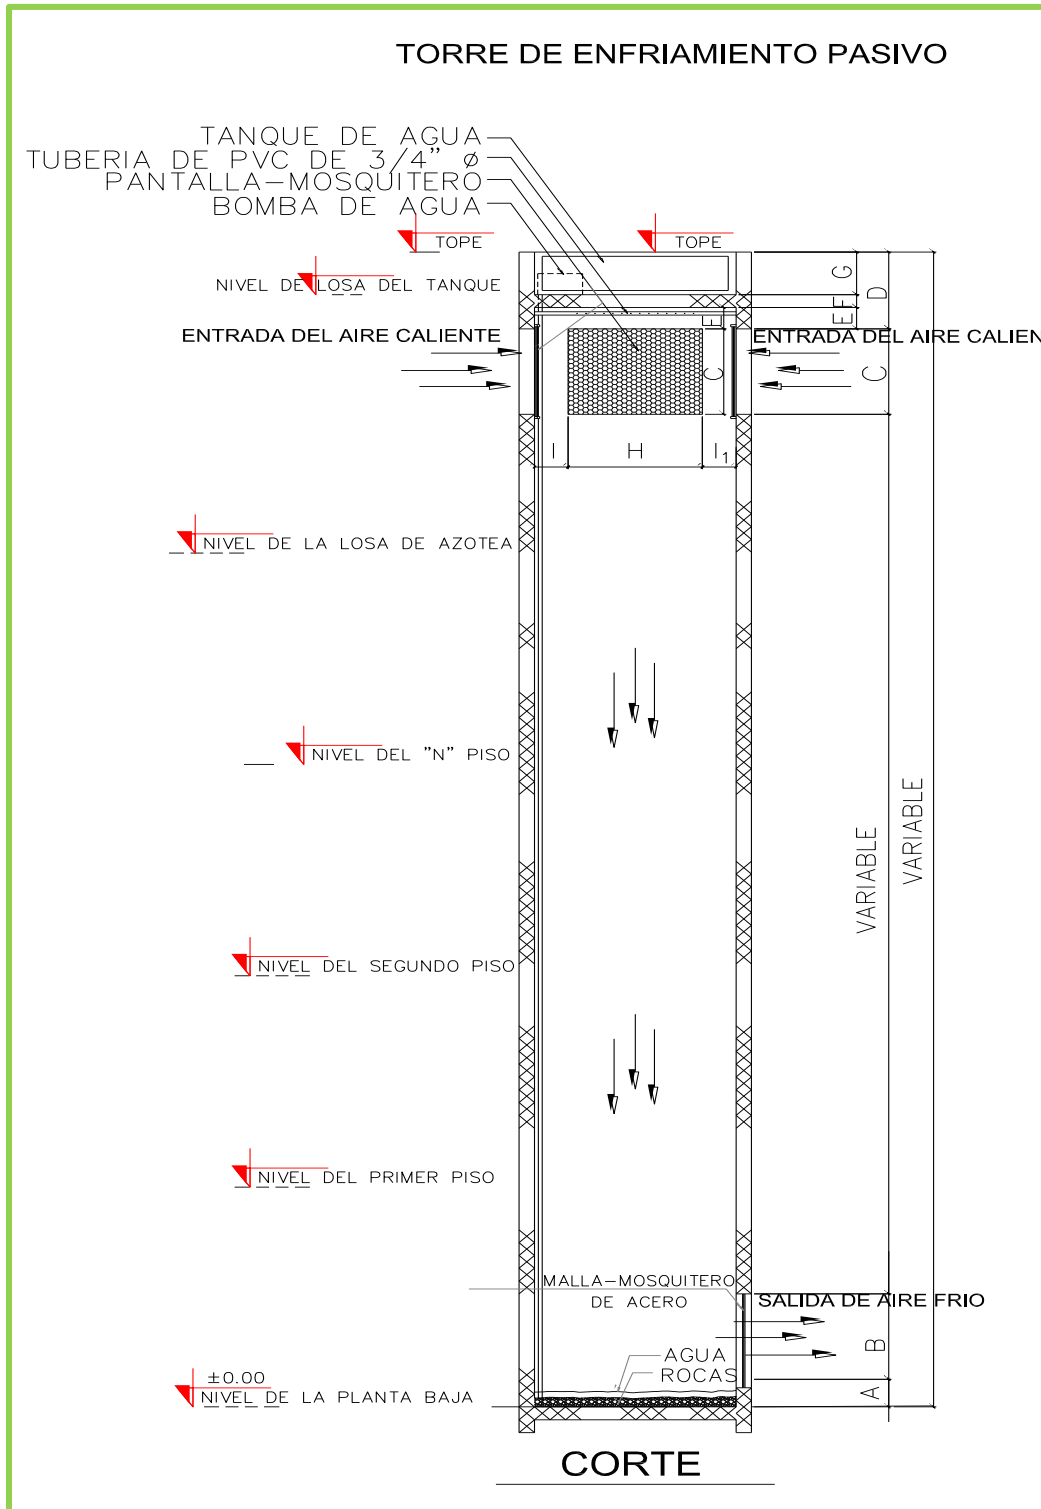 TORRE DE ENFRIAMIENTO PASIVO
TANQUE DE AGUA
TUBERIA DE PVC DE 3/4” ø
PANTALLA-MOSQUITERO
BOMBA DE AGUA
TOPE
TOPE
NIVEL DE LOSA DEL TANQUE
G
D
F
E
E
ENTRADA DEL AIRE CALIENTE
ENTRADA DEL AIRE CALIEN
C
C
I
H
I₁
NIVEL DE LA LOSA DE AZOTEA
NIVEL DEL ”N” PISO
VARIABLE
VARIABLE
NIVEL DEL SEGUNDO PISO
NIVEL DEL PRIMER PISO
MALLA-MOSQUITERO
DE ACERO
SALIDA DE AIRE FRIO
B
AGUA
ROCAS
A
±0.00
NIVEL DE LA PLANTA BAJA
CORTE